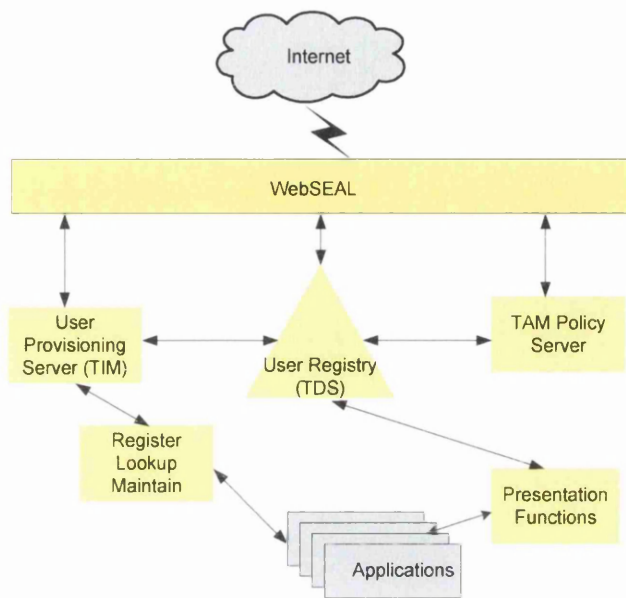 Internet
WebSEAL
User
Provisioning
Server (TIM)
User Registry
(TDS)
TAM Policy
Server
Register
Lookup
Maintain
Presentation
Functions
Applications